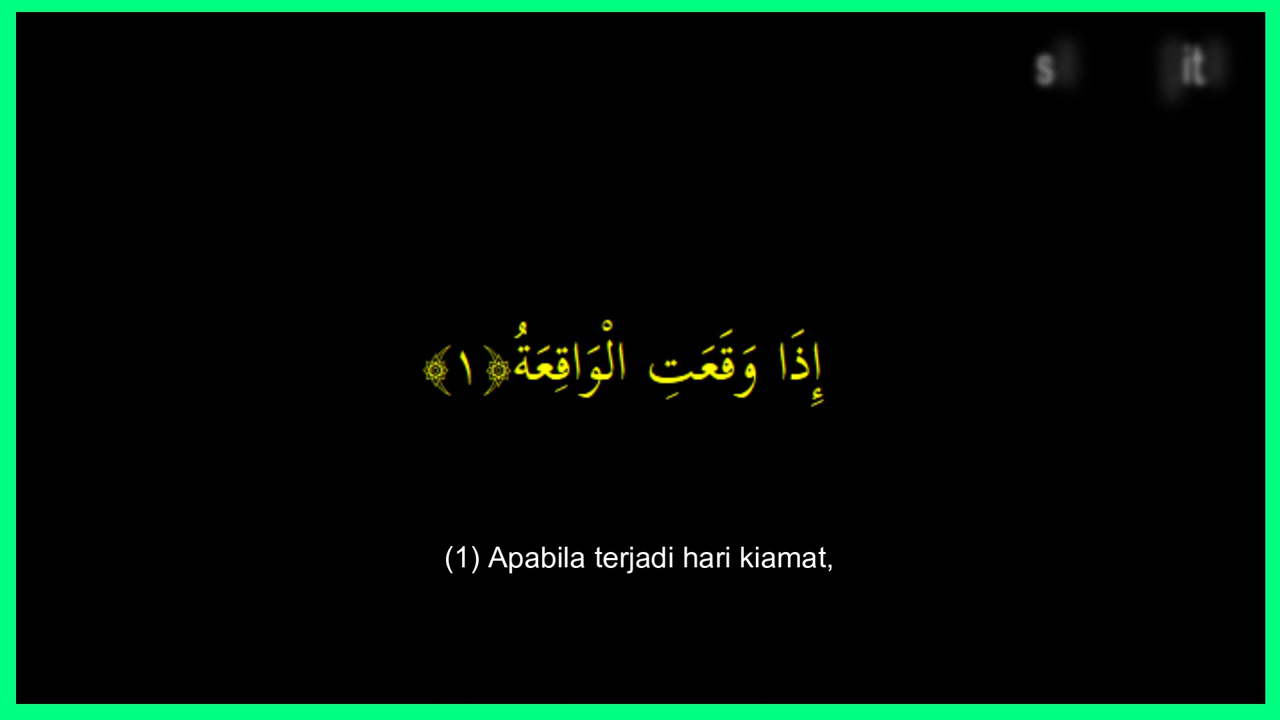 إِذَا وَقَعَتِ الْوَاقِعَةُ ﴿١﴾
(1) Apabila terjadi hari kiamat,